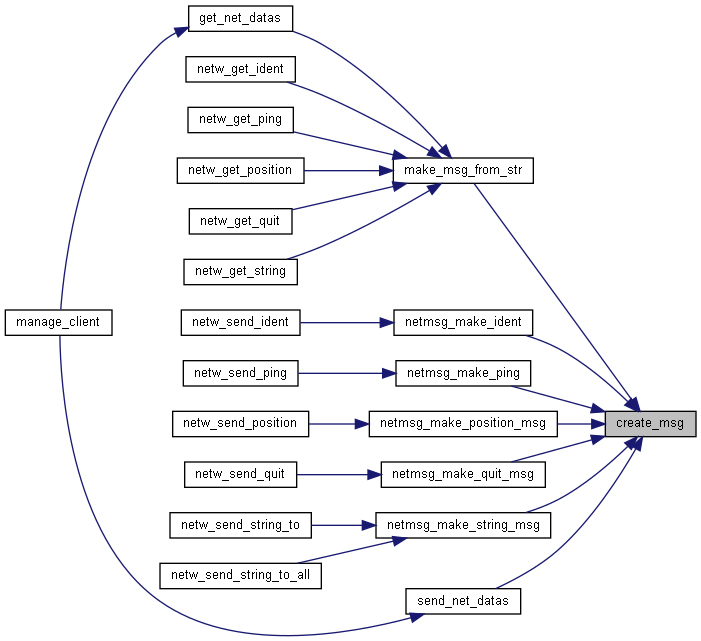 get_net_datas
netw_get_ident
netw_get_ping
make_msg_from_str
netw_get_position
netw_get_quit
netw_get_string
manage_client
netw_send_ident
netmsg_make_ident
netw_send_ping
netmsg_make_ping
netw_send_position
netmsg_make_position_msg
create_msg
netw_send_quit
netmsg_make_quit_msg
netw_send_string_to
netmsg_make_string_msg
netw_send_string_to_all
send_net_datas